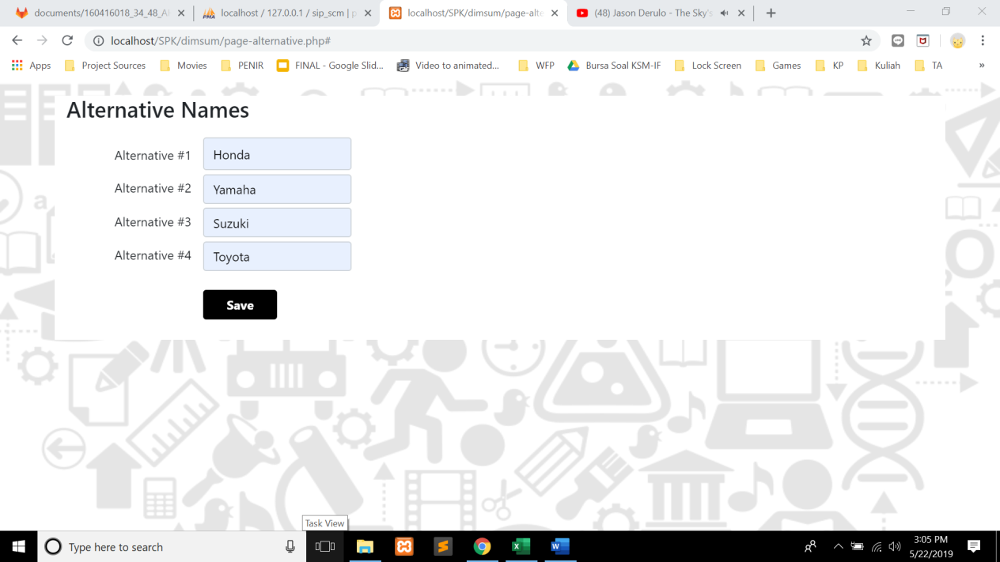 documents/160416018_34_48_Al
localhost / 127.0.0.1 / sip_scm | p
localhost/SPK/dimsum/page-alte
(48) Jason Derulo - The Sky's
localhost/SPK/dimsum/page-alternative.php#
Apps Project Sources Movies PENIR FINAL - Google Slid... Video to animated... WFP Bursa Soal KSM-IF Lock Screen Games KP Kuliah TA »
Alternative Names
Alternative #1 Honda
Alternative #2 Yamaha
Alternative #3 Suzuki
Alternative #4 Toyota
Save
Task View
Type here to search
3:05 PM
5/22/2019